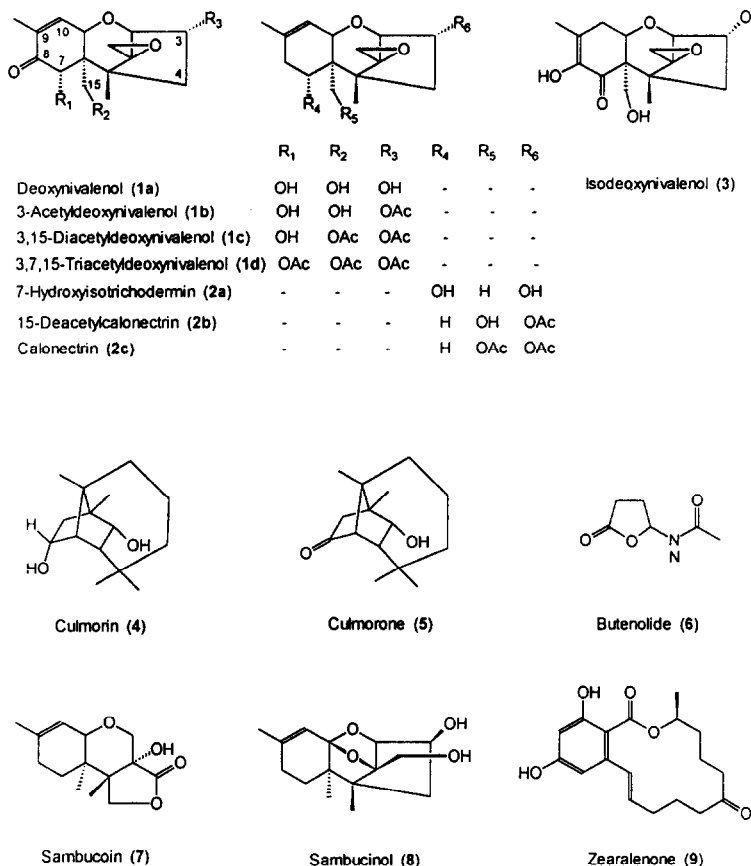 O R₃
9 10 3
8 7 4
O 15
R₁ R₂
O R₆
O
R₄ R₅
O O
O
HO
O OH
R₁ R₂ R₃ R₄ R₅ R₆
Isodeoxynivalenol (3)
Deoxynivalenol (1a) OH OH OH - - -
3-Acetyldeoxynivalenol (1b) OH OH OAc - - -
3,15-Diacetyldeoxynivalenol (1c) OH OAc OAc - - -
3,7,15-Triacetyldeoxynivalenol (1d) OAc OAc OAc - - -
7-Hydroxyisotrichodermin (2a) - - - OH H OH
15-Deacetylcalonectrin (2b) - - - H OH OAc
Calonectrin (2c) - - - H OAc OAc
H OH HO
O OH
O O O N N
Culmorin (4) Culmorone (5) Butenolide (6)
O OH O O
O O OH OH
OH O O HO O
Sambucoin (7) Sambucinol (8) Zearalenone (9)